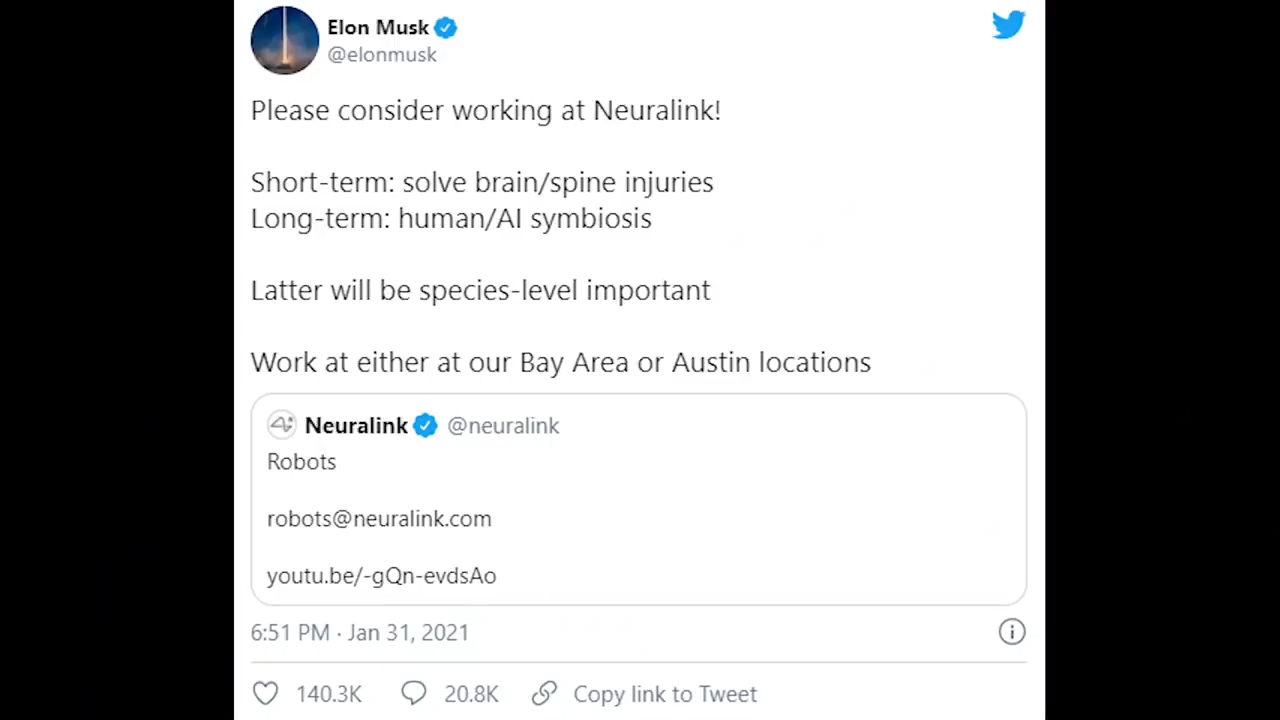 Elon Musk
@elonmusk
Please consider working at Neuralink!
Short-term: solve brain/spine injuries
Long-term: human/AI symbiosis
Latter will be species-level important
Work at either at our Bay Area or Austin locations
Neuralink @neuralink
Robots
robots@neuralink.com
youtu.be/-gQn-evdsAo
6:51 PM · Jan 31, 2021
140.3K 20.8K Copy link to Tweet